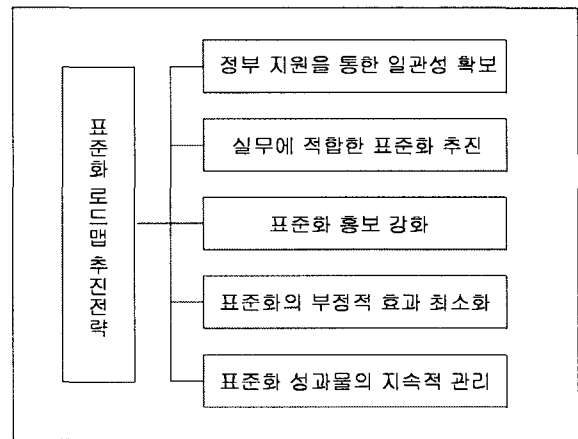 표준화 로드맵 추진전략
정부 지원을 통한 일관성 확보
실무에 적합한 표준화 추진
표준화 홍보 강화
표준화의 부정적 효과 최소화
표준화 성과물의 지속적 관리